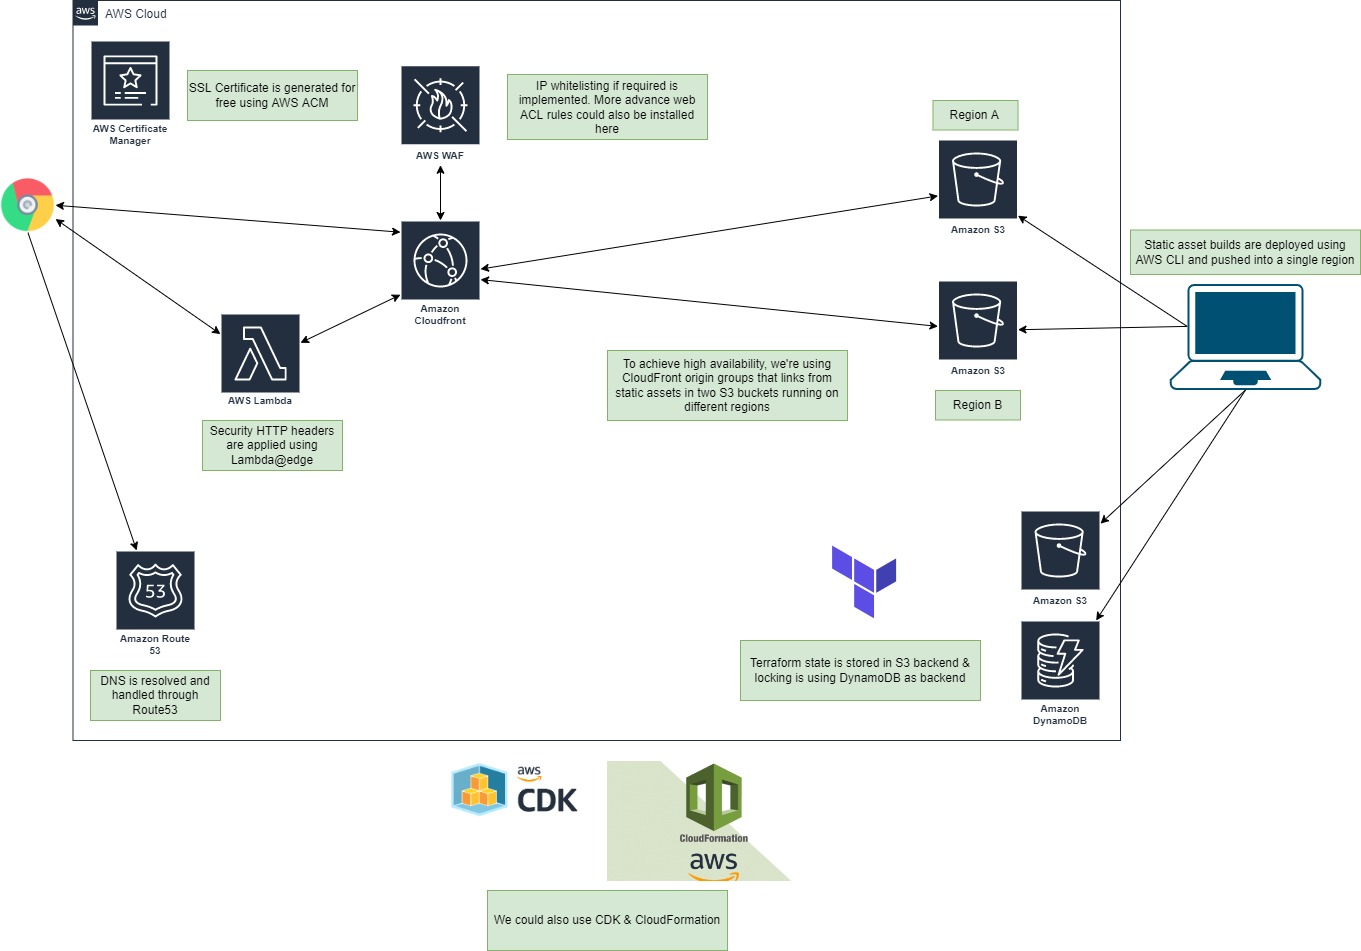 aws
AWS Cloud
AWS Certificate
Manager
SSL Certificate is generated for
free using AWS ACM
AWS WAF
IP whitelisting if required is
implemented. More advance web
ACL rules could also be installed
here
Region A
Amazon S3
Static asset builds are deployed using
AWS CLI and pushed into a single region
Amazon
Cloudfront
Amazon S3
Region B
To achieve high availability, we're using
CloudFront origin groups that links from
static assets in two S3 buckets running on
different regions
AWS Lambda
Security HTTP headers
are applied using
Lambda@edge
53
Amazon Route
53
DNS is resolved and
handled through
Route53
Amazon S3
Terraform state is stored in S3 backend &
locking is using DynamoDB as backend
Amazon
DynamoDB
aws
CDK
CloudFormation
aws
We could also use CDK & CloudFormation